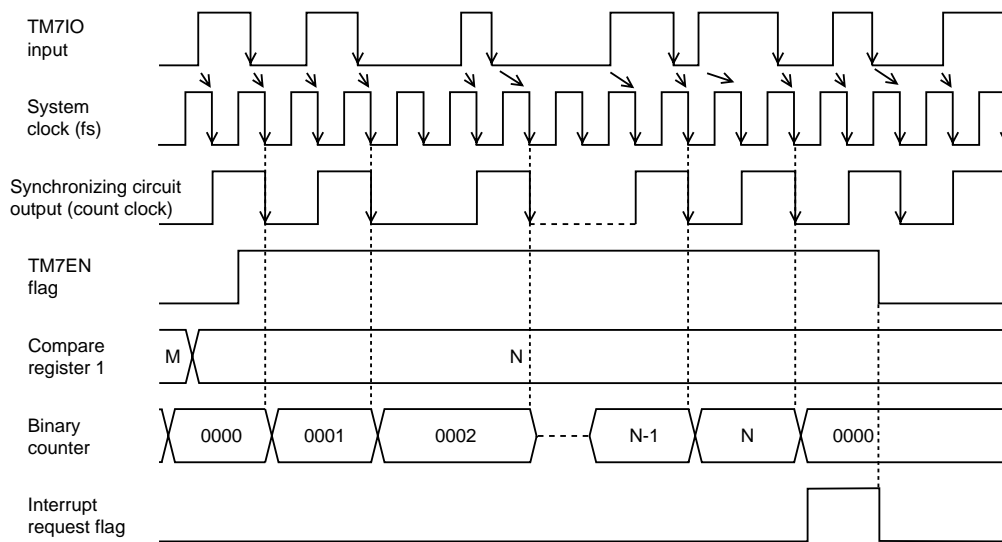 TM7IO
input
System
clock (fs)
Synchronizing circuit
output (count clock)
TM7EN
flag
Compare
register 1
M
N
Binary
counter
0000
0001
0002
N-1
N
0000
Interrupt
request flag